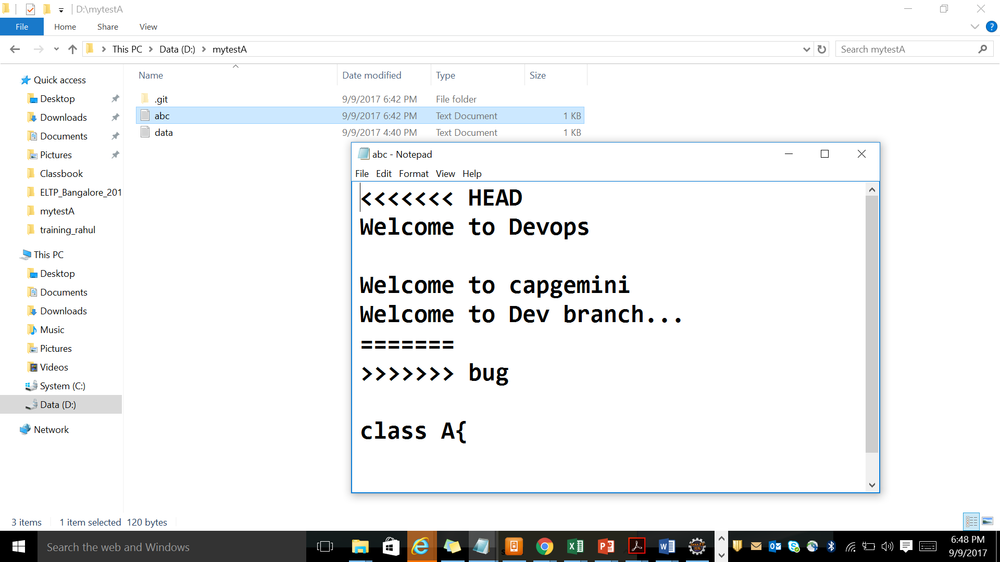 D:\mytestA
File Home Share View
This PC Data (D:) mytestA Search mytestA
Name Date modified Type Size
.git 9/9/2017 6:42 PM File folder
abc 9/9/2017 6:42 PM Text Document 1 KB
data 9/9/2017 4:40 PM Text Document 1 KB
Quick access
Desktop
Downloads
Documents
Pictures
Classbook
ELTP_Bangalore_201
mytestA
training_rahul
This PC
Desktop
Documents
Downloads
Music
Pictures
Videos
System (C:)
Data (D:)
Network
abc - Notepad
File Edit Format View Help
<<<<<<< HEAD
Welcome to Devops
Welcome to capgemini
Welcome to Dev branch...
=======
>>>>>>> bug
class A{
3 items 1 item selected 120 bytes
Search the web and Windows
6:48 PM
9/9/2017